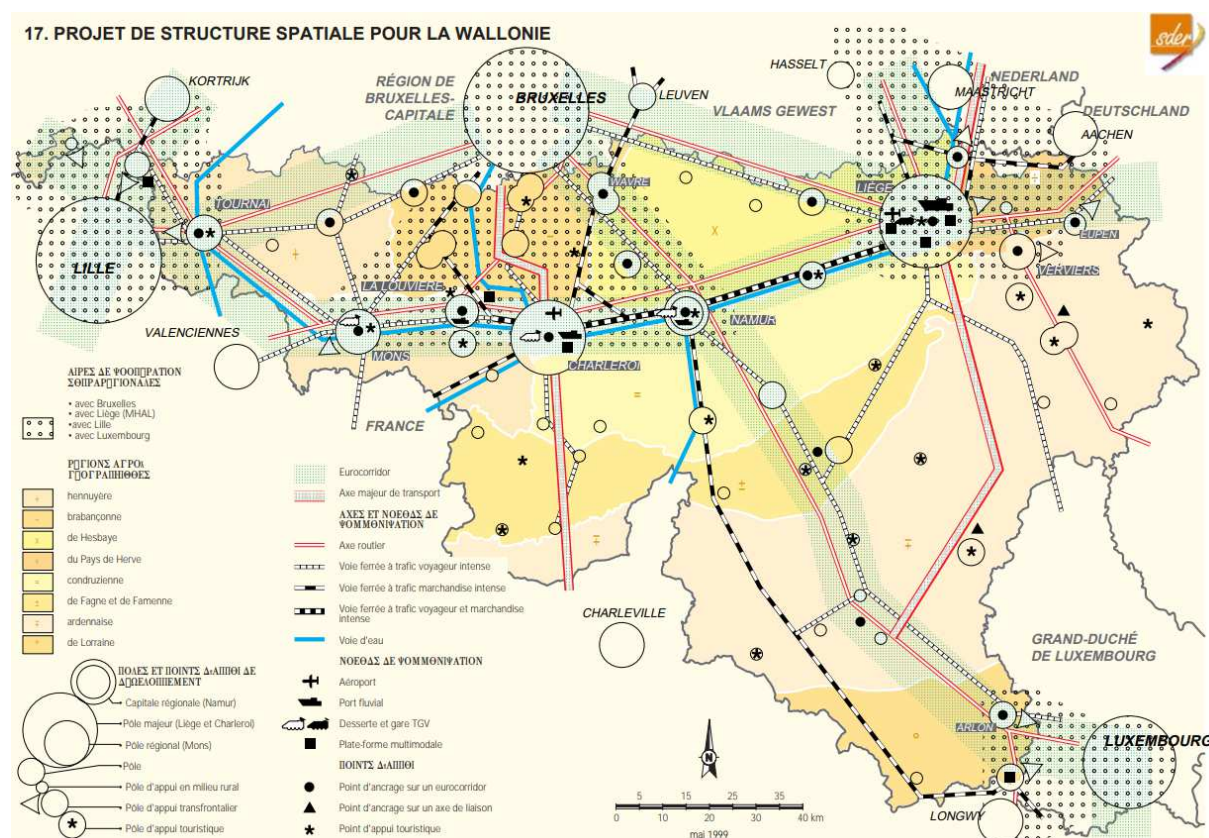 17. PROJET DE STRUCTURE SPATIALE POUR LA WALLONIE
sder
KORTRIJK
RÉGION DE
BRUXELLES-
CAPITALE
BRUXELLES
LEUVEN
HASSELT
VLAAMS GEWEST
NEDERLAND
MAASTRICHT
DEUTSCHLAND
AACHEN
TOURNAI
WAVRE
LIÈGE
EUPEN
LILLE
VERVIERS
LA LOUVIERE
VALENCIENNES
MONS
CHARLEROI
NAMUR
FRANCE
CHARLEVILLE
GRAND-DUCHÉ
DE LUXEMBOURG
ARLON
LUXEMBOURG
LONGWY
• avec Bruxelles
• avec Liège (MHAL)
• avec Lille
• avec Luxembourg
hennuyère
brabançonne
de Hesbaye
du Pays de Herve
condruzienne
de Fagne et de Famenne
ardennaise
de Lorraine
Capitale régionale (Namur)
Pôle majeur (Liège et Charleroi)
Pôle régional (Mons)
Pôle
Pôle d'appui en milieu rural
Pôle d'appui transfrontalier
Pôle d'appui touristique
Eurocorridor
Axe majeur de transport
Axe routier
Voie ferrée à trafic voyageur intense
Voie ferrée à trafic marchandise intense
Voie ferrée à trafic voyageur et marchandise
intense
Voie d'eau
Aéroport
Port fluvial
Desserte et gare TGV
Plate-forme multimodale
Point d'ancrage sur un eurocorridor
Point d'ancrage sur un axe de liaison
Point d'appui touristique
N
5 15 25 35
0 10 20 30 40 km
mai 1999